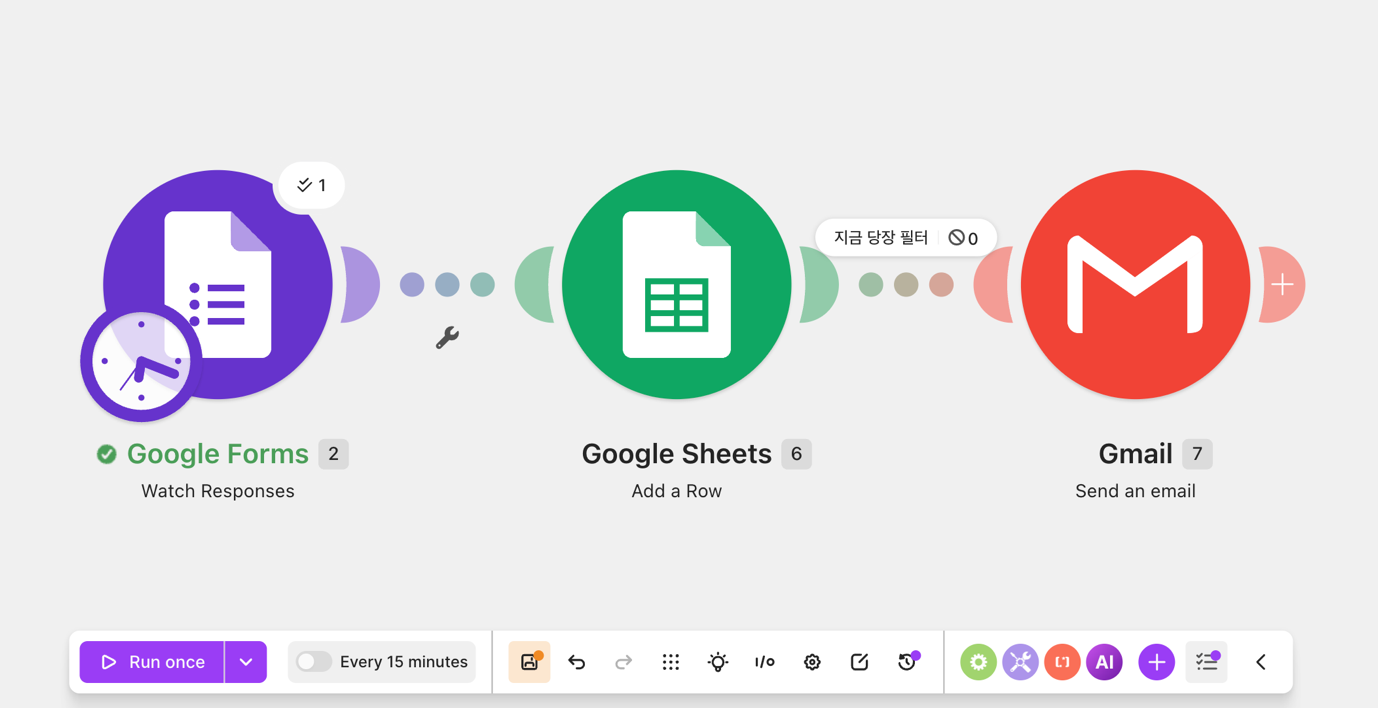 1
지금 당장 필터 0
Google Forms 2
Watch Responses
Google Sheets 6
Add a Row
Gmail 7
Send an email
Run once
Every 15 minutes
I/O
AI